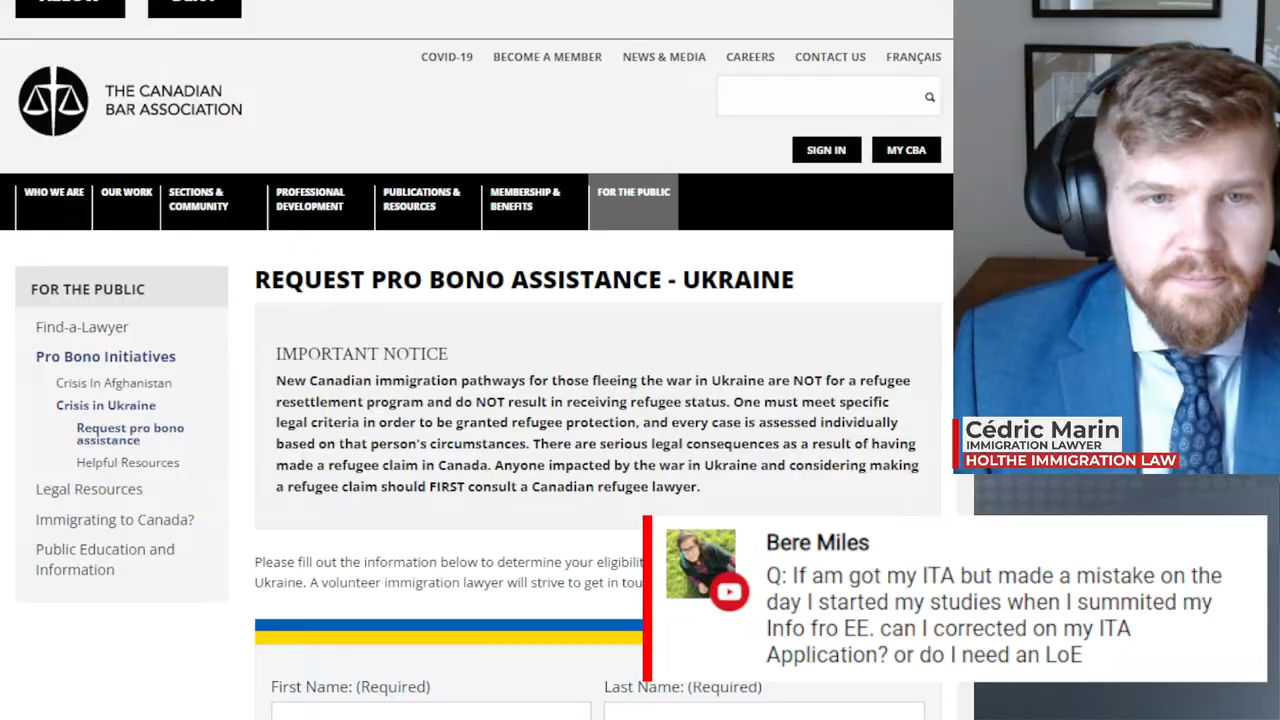 COVID-19 BECOME A MEMBER NEWS & MEDIA CAREERS CONTACT US FRANÇAIS
THE CANADIAN
BAR ASSOCIATION
SIGN IN MY CBA
WHO WE ARE
OUR WORK
SECTIONS &
COMMUNITY
PROFESSIONAL
DEVELOPMENT
PUBLICATIONS &
RESOURCES
MEMBERSHIP &
BENEFITS
FOR THE PUBLIC
FOR THE PUBLIC
Find-a-Lawyer
Pro Bono Initiatives
Crisis In Afghanistan
Crisis in Ukraine
Request pro bono
assistance
Helpful Resources
Legal Resources
Immigrating to Canada?
Public Education and
Information
REQUEST PRO BONO ASSISTANCE - UKRAINE
IMPORTANT NOTICE
New Canadian immigration pathways for those fleeing the war in Ukraine are NOT for a refugee
resettlement program and do NOT result in receiving refugee status. One must meet specific
legal criteria in order to be granted refugee protection, and every case is assessed individually
based on that person's circumstances. There are serious legal consequences as a result of having
made a refugee claim in Canada. Anyone impacted by the war in Ukraine and considering making
a refugee claim should FIRST consult a Canadian refugee lawyer.
Please fill out the information below to determine your
Ukraine. A volunteer immigration lawyer will strive to get in
First Name: (Required)
Last Name: (Required)
Cédric Marin
IMMIGRATION LAWYER
HOLTHE IMMIGRATION LAW
Bere Miles
Q: If am got my ITA but made a mistake on the
day I started my studies when I summited my
Info fro EE. can I corrected on my ITA
Application? or do I need an LoE